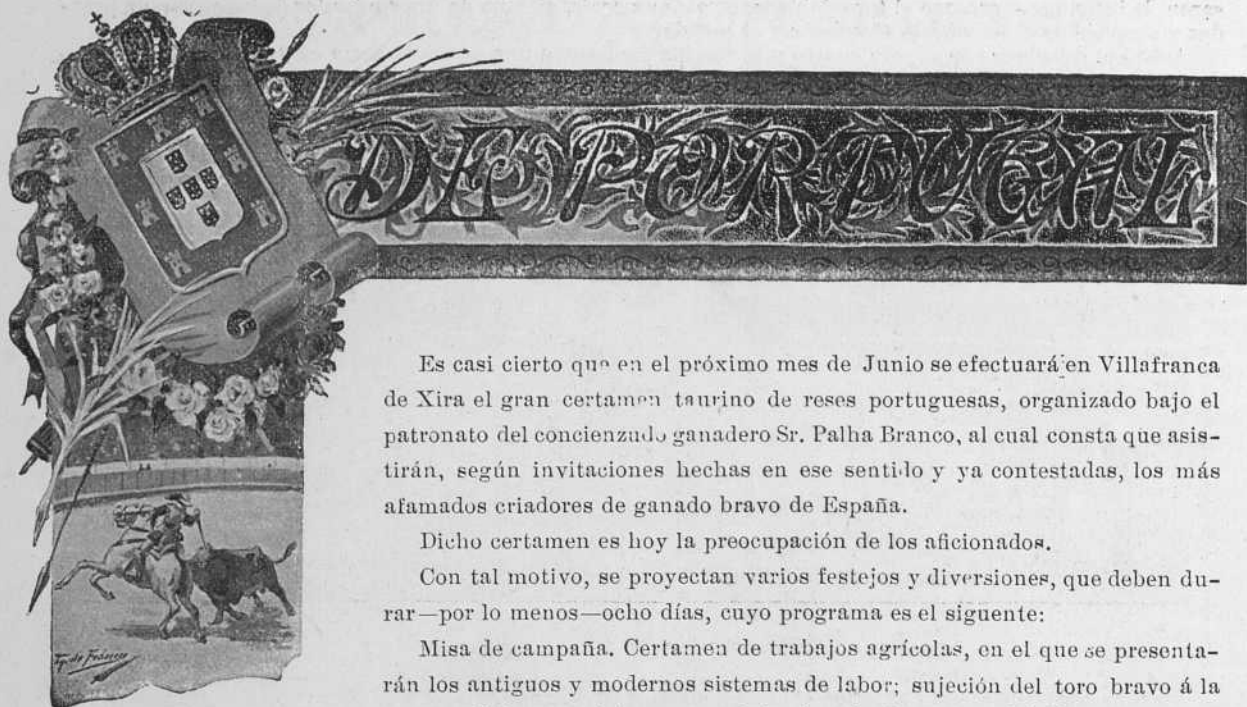 DE PORTUGAL
Es casi cierto que en el próximo mes de Junio se efectuará en Villafranca
de Xira el gran certamen taurino de reses portuguesas, organizado bajo el
patronato del concienzudo ganadero Sr. Palha Branco, al cual consta que asis-
tirán, según invitaciones hechas en ese sentido y ya contestadas, los más
afamados criadores de ganado bravo de España.
Dicho certamen es hoy la preocupación de los aficionados.
Con tal motivo, se proyectan varios festejos y diversiones, que deben du-
rar—por lo menos—ocho días, cuyo programa es el siguente:
Misa de campaña. Certamen de trabajos agrícolas, en el que se presenta-
rán los antiguos y modernos sistemas de labor; sujeción del toro bravo á la